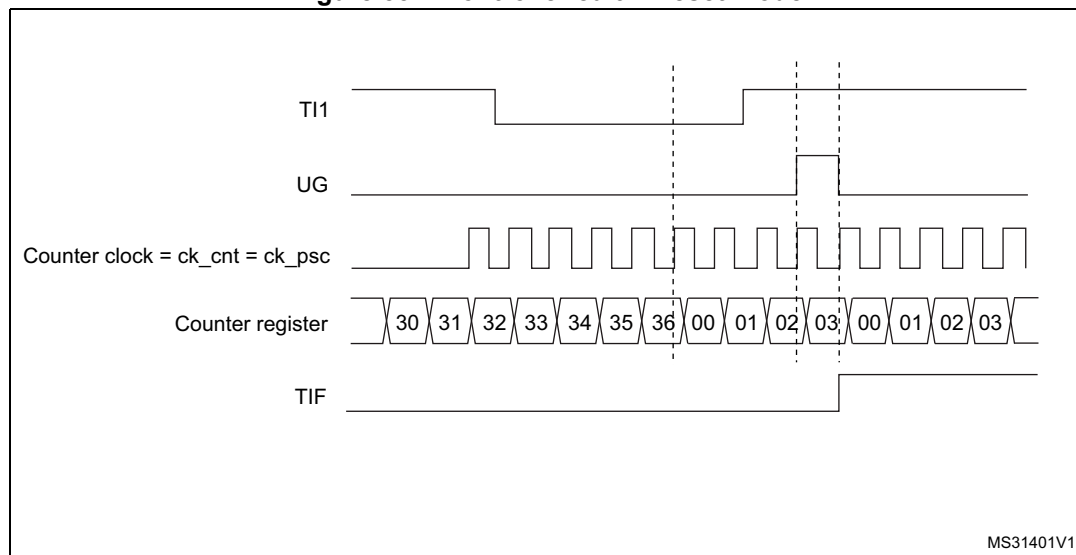 TI1
UG
Counter clock = ck_cnt = ck_psc
Counter register 30 31 32 33 34 35 36 00 01 02 03 00 01 02 03
TIF
MS31401V1